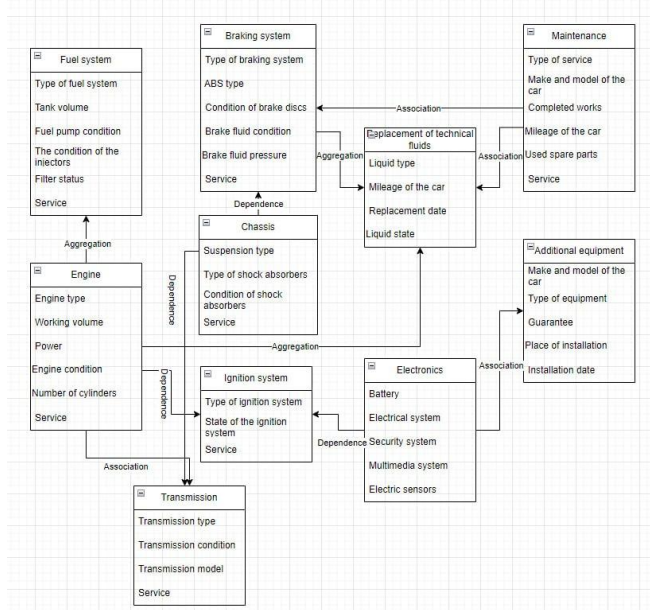 Fuel system
Type of fuel system
Tank volume
Fuel pump condition
The condition of the
injectors
Filter status
Service
Braking system
Type of braking system
ABS type
Condition of brake discs
Brake fluid condition
Brake fluid pressure
Service
Maintenance
Type of service
Make and model of the
car
Completed works
Mileage of the car
Used spare parts
Service
Association
Replacement of technical
fluids
Liquid type
Mileage of the car
Replacement date
Liquid state
Aggregation
Association
Dependence
Chassis
Suspension type
Type of shock absorbers
Condition of shock
absorbers
Service
Aggregation
Dependence
Additional equipment
Make and model of the
car
Type of equipment
Guarantee
Place of installation
Installation date
Engine
Engine type
Working volume
Power
Engine condition
Number of cylinders
Service
Aggregation
Dependence
Ignition system
Type of ignition system
State of the ignition
system
Service
Electronics
Battery
Electrical system
Security system
Multimedia system
Electric sensors
Association
Dependence
Association
Transmission
Transmission type
Transmission condition
Transmission model
Service